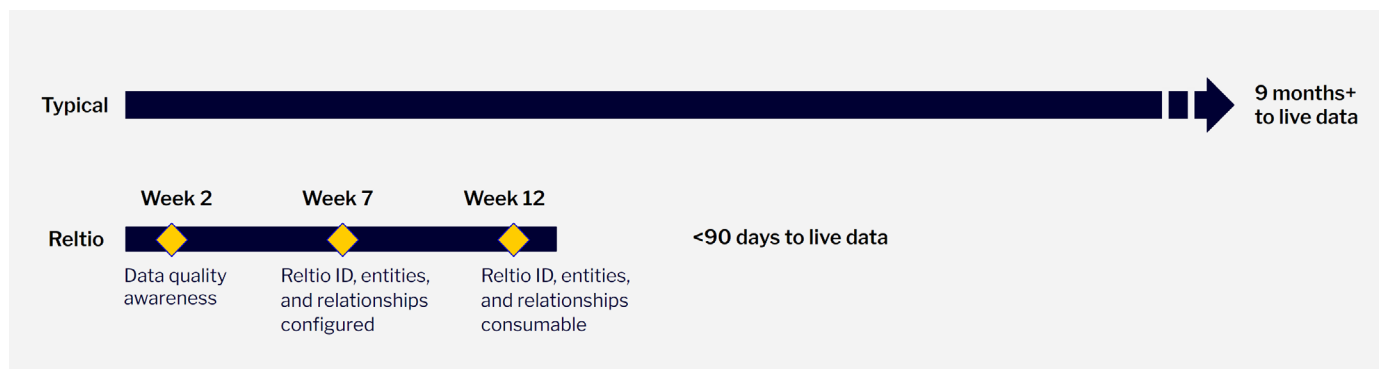 Typical
9 months+
to live data
Week 2
Week 7
Week 12
Reltio
<90 days to live data
Data quality
awareness
Reltio ID, entities,
and relationships
configured
Reltio ID, entities,
and relationships
consumable